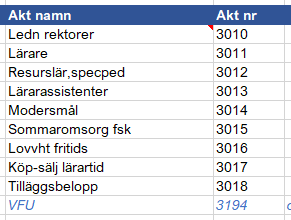 Akt namn Akt nr
Ledn rektorer 3010
Lärare 3011
Resurslär,specped 3012
Lärarassistenter 3013
Modersmål 3014
Sommaromsorg fsk 3015
Lovvht fritids 3016
Köp-sälj lärartid 3017
Tilläggsbelopp 3018
VFU 3194